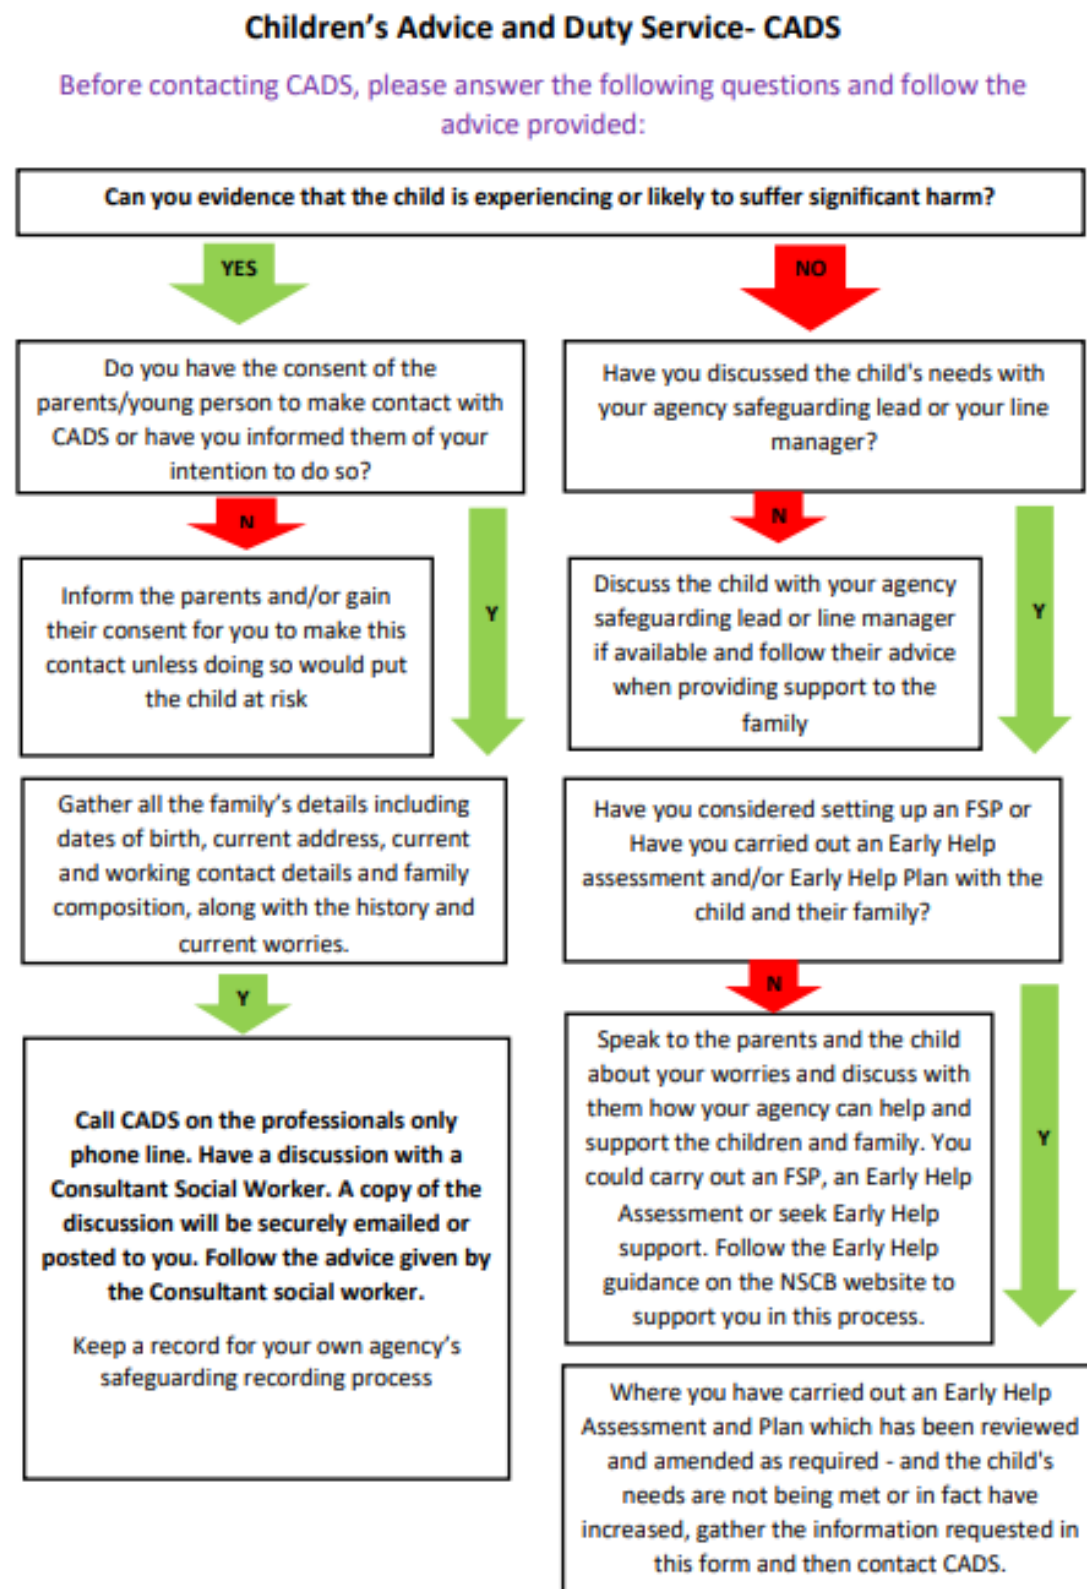 Children's Advice and Duty Service- CADS
Before contacting CADS, please answer the following questions and follow the
advice provided:
Can you evidence that the child is experiencing or likely to suffer significant harm?
YES
NO
Do you have the consent of the
parents/young person to make contact with
CADS or have you informed them of your
intention to do so?
Have you discussed the child's needs with
your agency safeguarding lead or your line
manager?
N
N
Inform the parents and/or gain
their consent for you to make this
contact unless doing so would put
the child at risk
Y
Discuss the child with your agency
safeguarding lead or line manager
if available and follow their advice
when providing support to the
family
Y
Gather all the family's details including
dates of birth, current address, current
and working contact details and family
composition, along with the history and
current worries.
Have you considered setting up an FSP or
Have you carried out an Early Help
assessment and/or Early Help Plan with the
child and their family?
Y
N
Call CADS on the professionals only
phone line. Have a discussion with a
Consultant Social Worker. A copy of the
discussion will be securely emailed or
posted to you. Follow the advice given by
the Consultant social worker.
Keep a record for your own agency's
safeguarding recording process
Speak to the parents and the child
about your worries and discuss with
them how your agency can help and
support the children and family. You
could carry out an FSP, an Early Help
Assessment or seek Early Help
support. Follow the Early Help
guidance on the NSCB website to
support you in this process.
Y
Where you have carried out an Early Help
Assessment and Plan which has been reviewed
and amended as required - and the child's
needs are not being met or in fact have
increased, gather the information requested in
this form and then contact CADS.